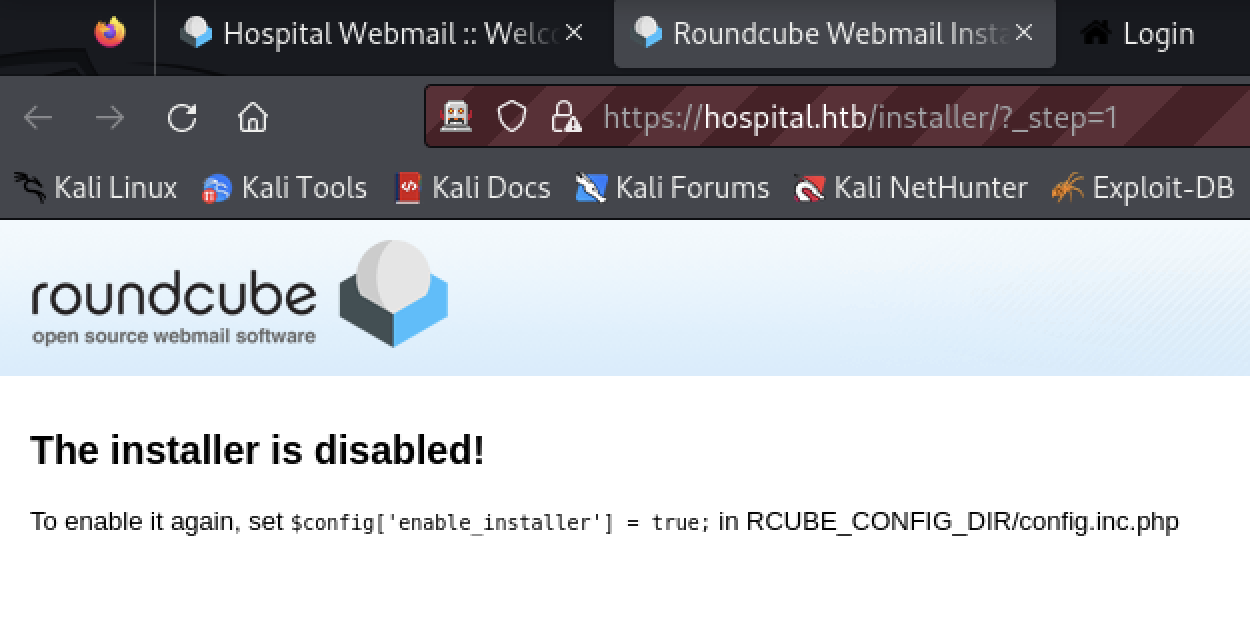 Hospital Webmail :: Welc
Roundcube Webmail Insta
Login
https://hospital.htb/installer/?_step=1
Kali Linux
Kali Tools
Kali Docs
Kali Forums
Kali NetHunter
Exploit-DB
roundcube
open source webmail software
The installer is disabled!
To enable it again, set $config['enable_installer'] = true; in RCUBE_CONFIG_DIR/config.inc.php